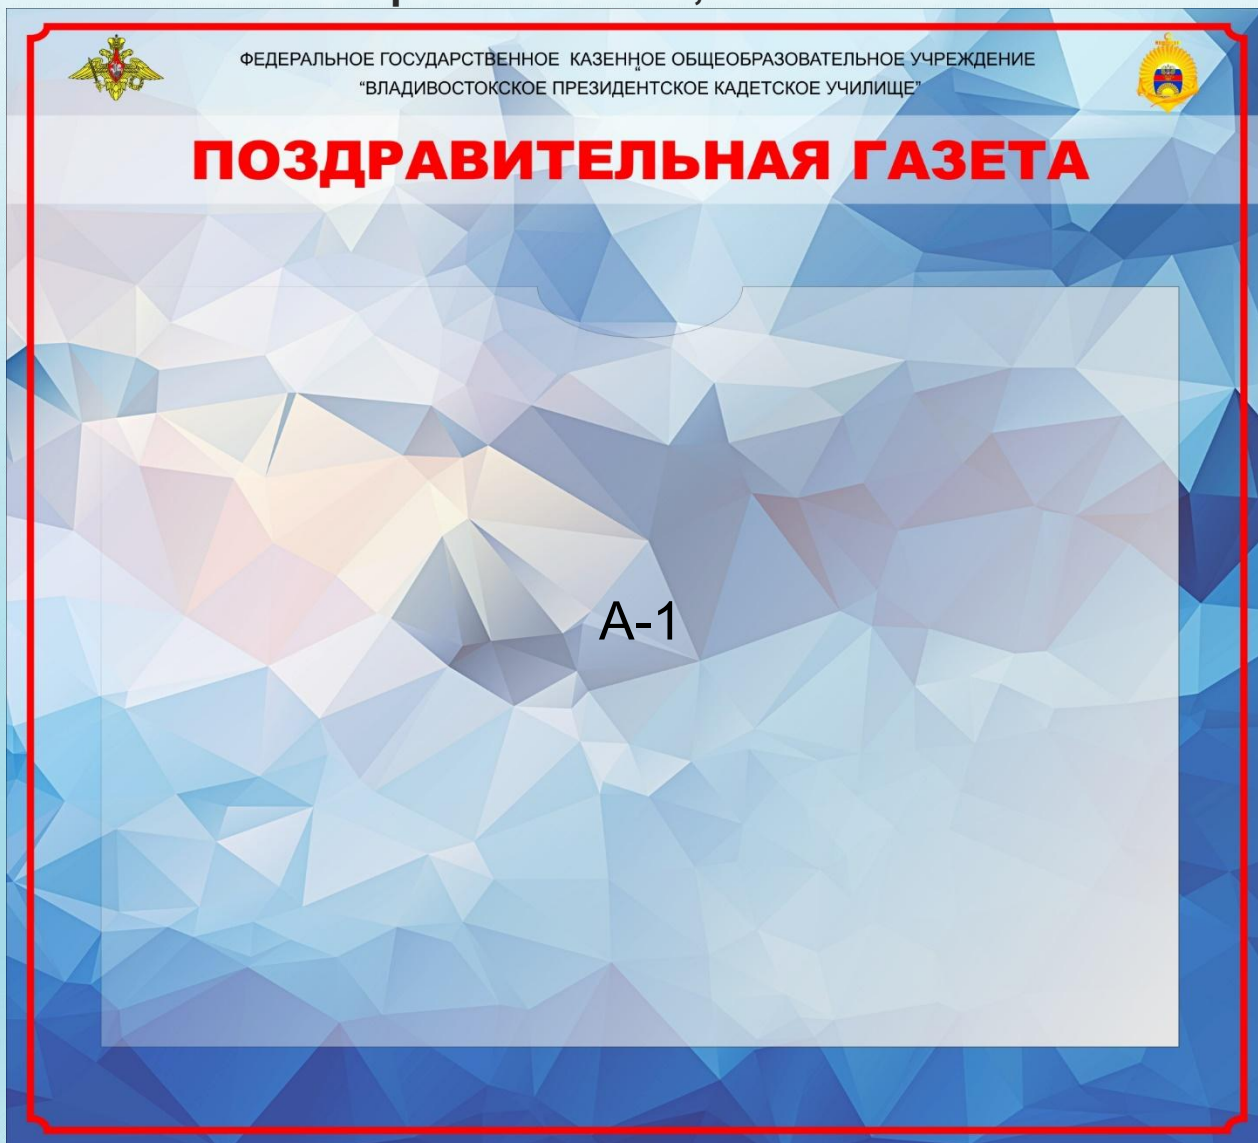 ФЕДЕРАЛЬНОЕ ГОСУДАРСТВЕННОЕ КАЗЕННОЕ ОБЩЕОБРАЗОВАТЕЛЬНОЕ УЧРЕЖДЕНИЕ
“ВЛАДИВОСТОКСКОЕ ПРЕЗИДЕНТСКОЕ КАДЕТСКОЕ УЧИЛИЩЕ”
ПОЗДРАВИТЕЛЬНАЯ ГАЗЕТА
А-1